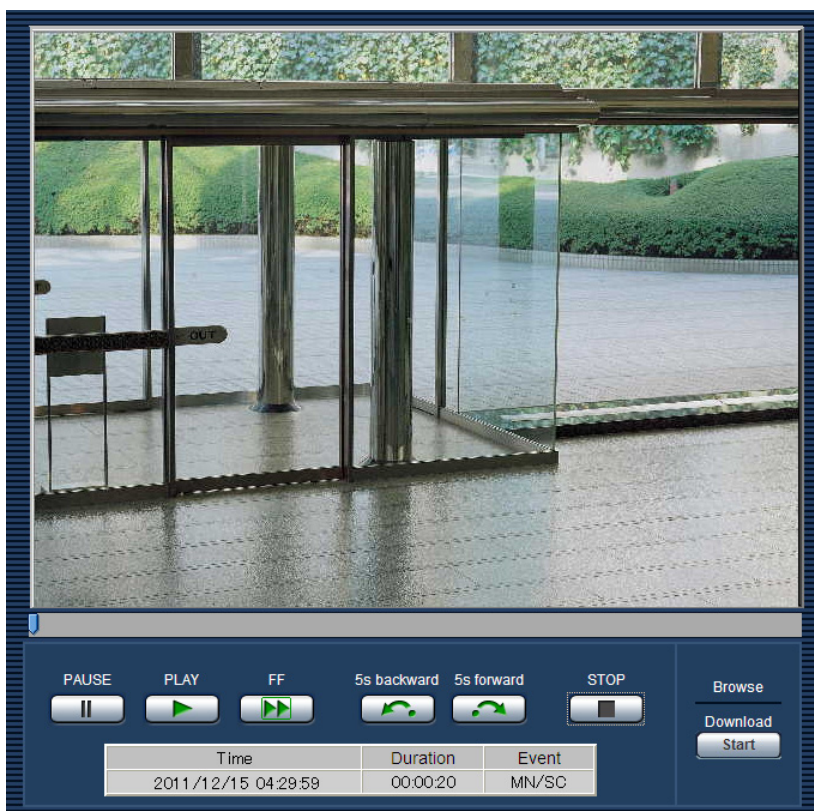 OUT
PAUSE PLAY FF 5s backward 5s forward STOP
Browse
Download
Start
Time Duration Event
2011/12/15 04:29:59 00:00:20 MN/SC